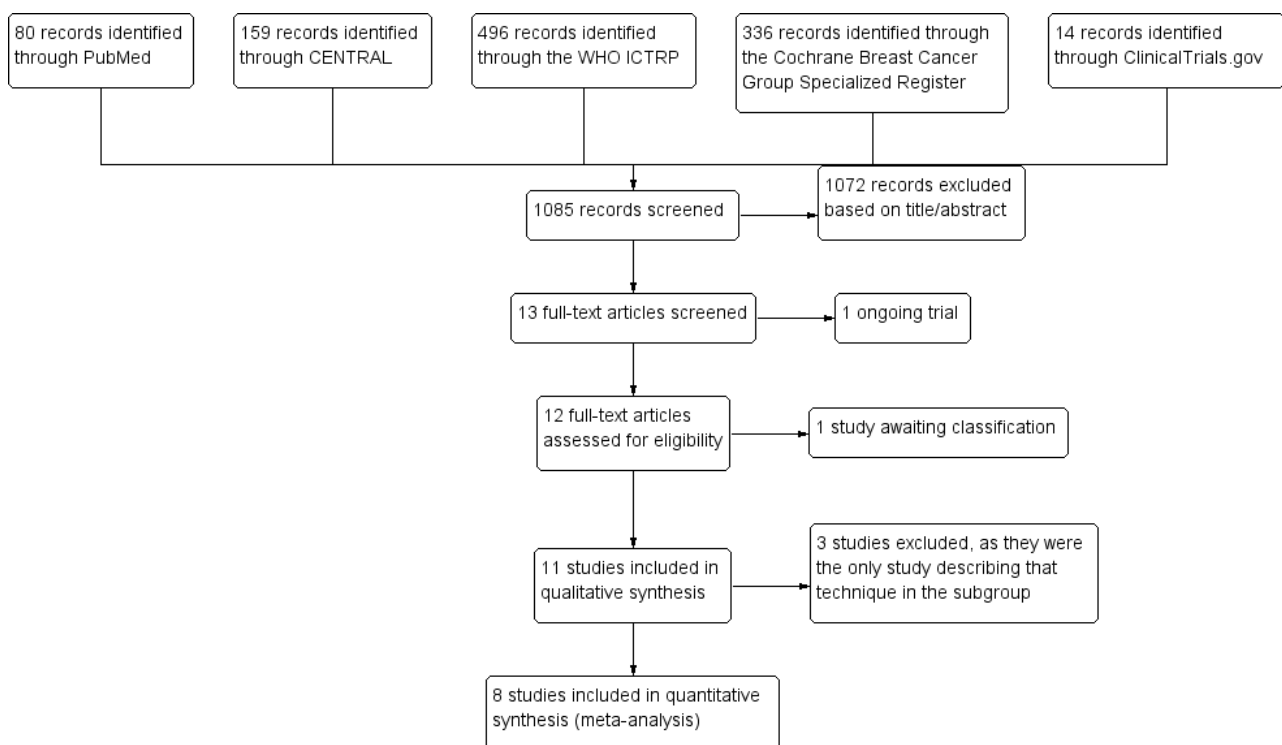 80 records identified
through PubMed
159 records identified
through CENTRAL
496 records identified
through the WHO ICTRP
336 records identified through
the Cochrane Breast Cancer
Group Specialized Register
14 records identified
through ClinicalTrials.gov
1085 records screened
1072 records excluded
based on title/abstract
13 full-text articles screened
1 ongoing trial
12 full-text articles
assessed for eligibility
1 study awaiting classification
11 studies included in
qualitative synthesis
3 studies excluded, as they were
the only study describing that
technique in the subgroup
8 studies included in quantitative
synthesis (meta-analysis)